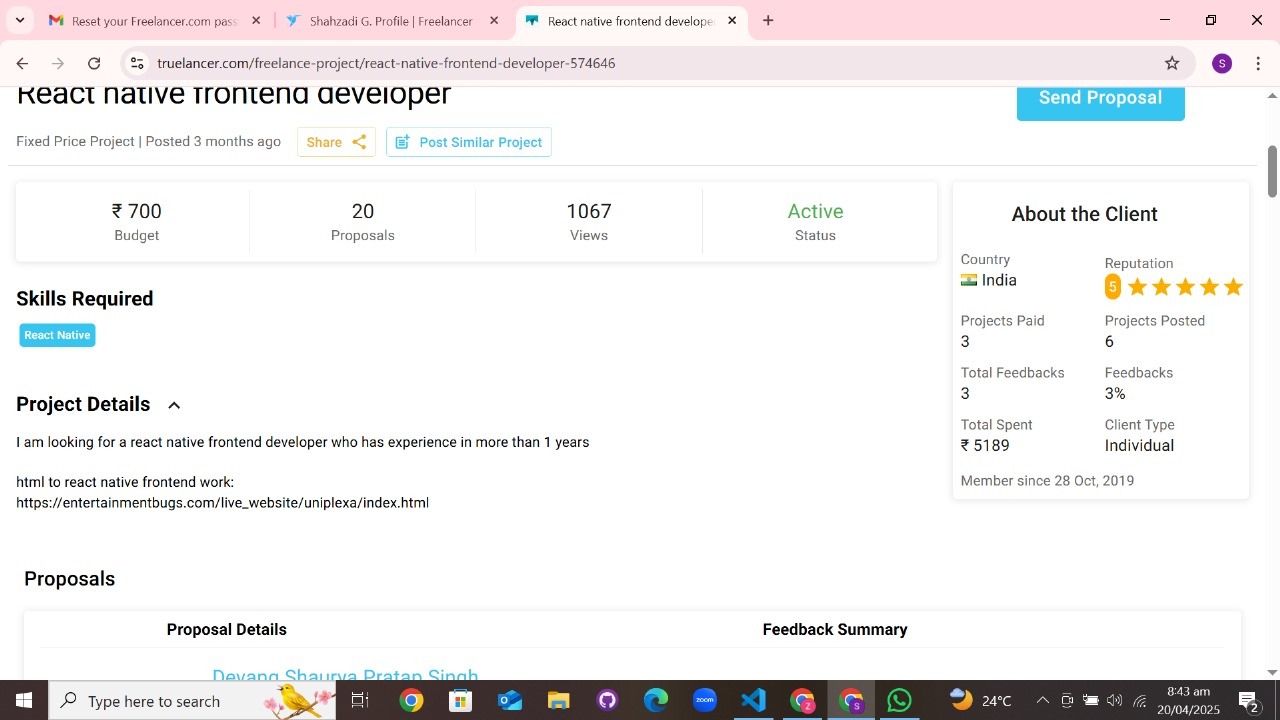 Reset your Freelancer.com pass
Shahzadi G. Profile | Freelancer
React native frontend develope
truelancer.com/freelance-project/react-native-frontend-developer-574646
S
React native frontend developer
Send Proposal
Fixed Price Project | Posted 3 months ago
Share
Post Similar Project
₹ 700
Budget
20
Proposals
1067
Views
Active
Status
About the Client
Country
India
Reputation
5
Projects Paid
3
Projects Posted
6
Total Feedbacks
3
Feedbacks
3%
Total Spent
₹ 5189
Client Type
Individual
Member since 28 Oct, 2019
Skills Required
React Native
Project Details
I am looking for a react native frontend developer who has experience in more than 1 years
html to react native frontend work:
https://entertainmentbugs.com/live_website/uniplexa/index.html
Proposals
Proposal Details
Feedback Summary
Devang Shaurya Pratap Singh
Type here to search
zoom
Z
S
24°C
8:43 am
20/04/2025
2